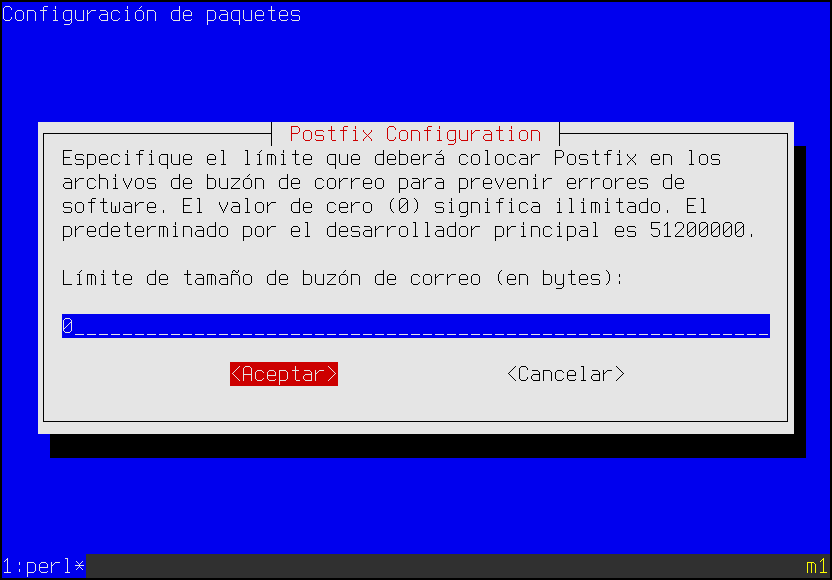 Configuración de paquetes
Postfix Configuration
Especifique el límite que deberá colocar Postfix en los
archivos de buzón de correo para prevenir errores de
software. El valor de cero (0) significa ilimitado. El
predeterminado por el desarrollador principal es 51200000.
Límite de tamaño de buzón de correo (en bytes):
0___________________________________________________________
<Aceptar> <Cancelar>
1:perl* m1